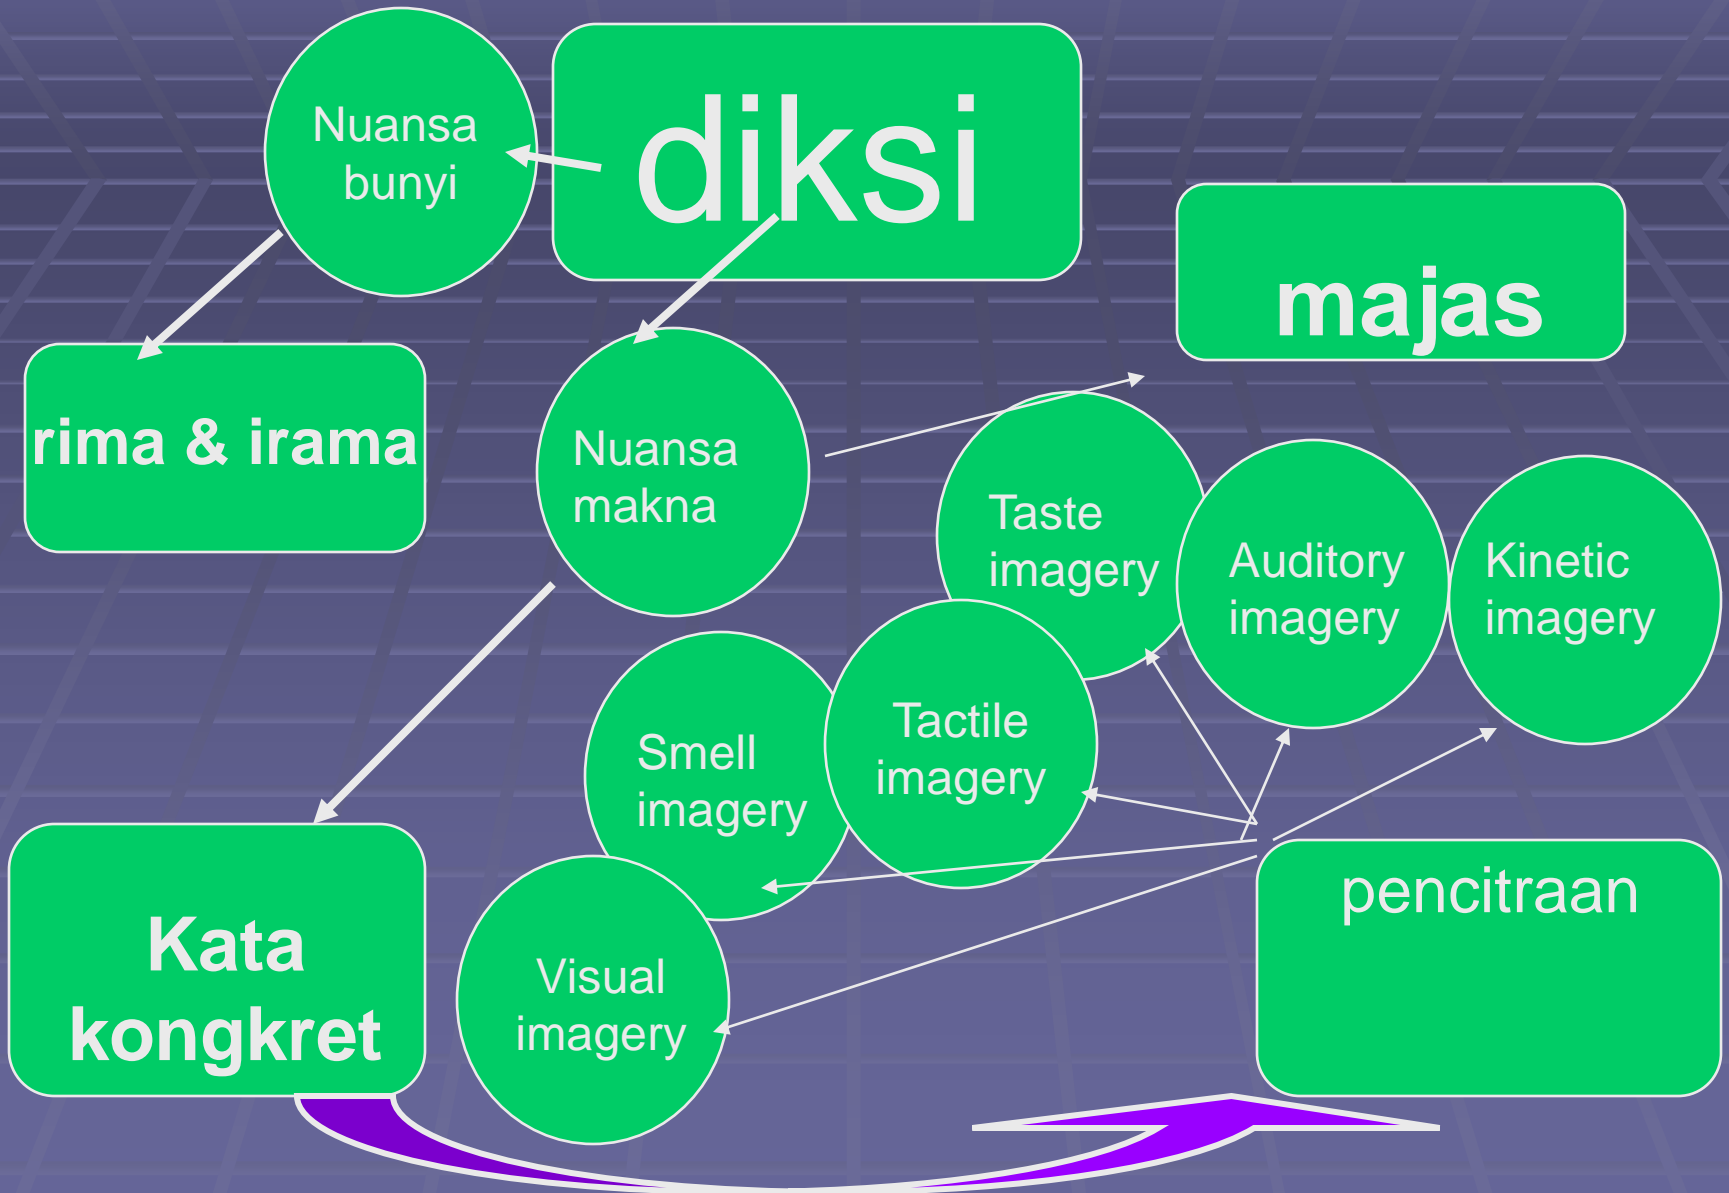 Nuansa
bunyi
diksi
majas
rima & irama
Nuansa
makna
Taste
imagery
Auditory
imagery
Kinetic
imagery
Smell
imagery
Tactile
imagery
pencitraan
Kata
kongkret
Visual
imagery